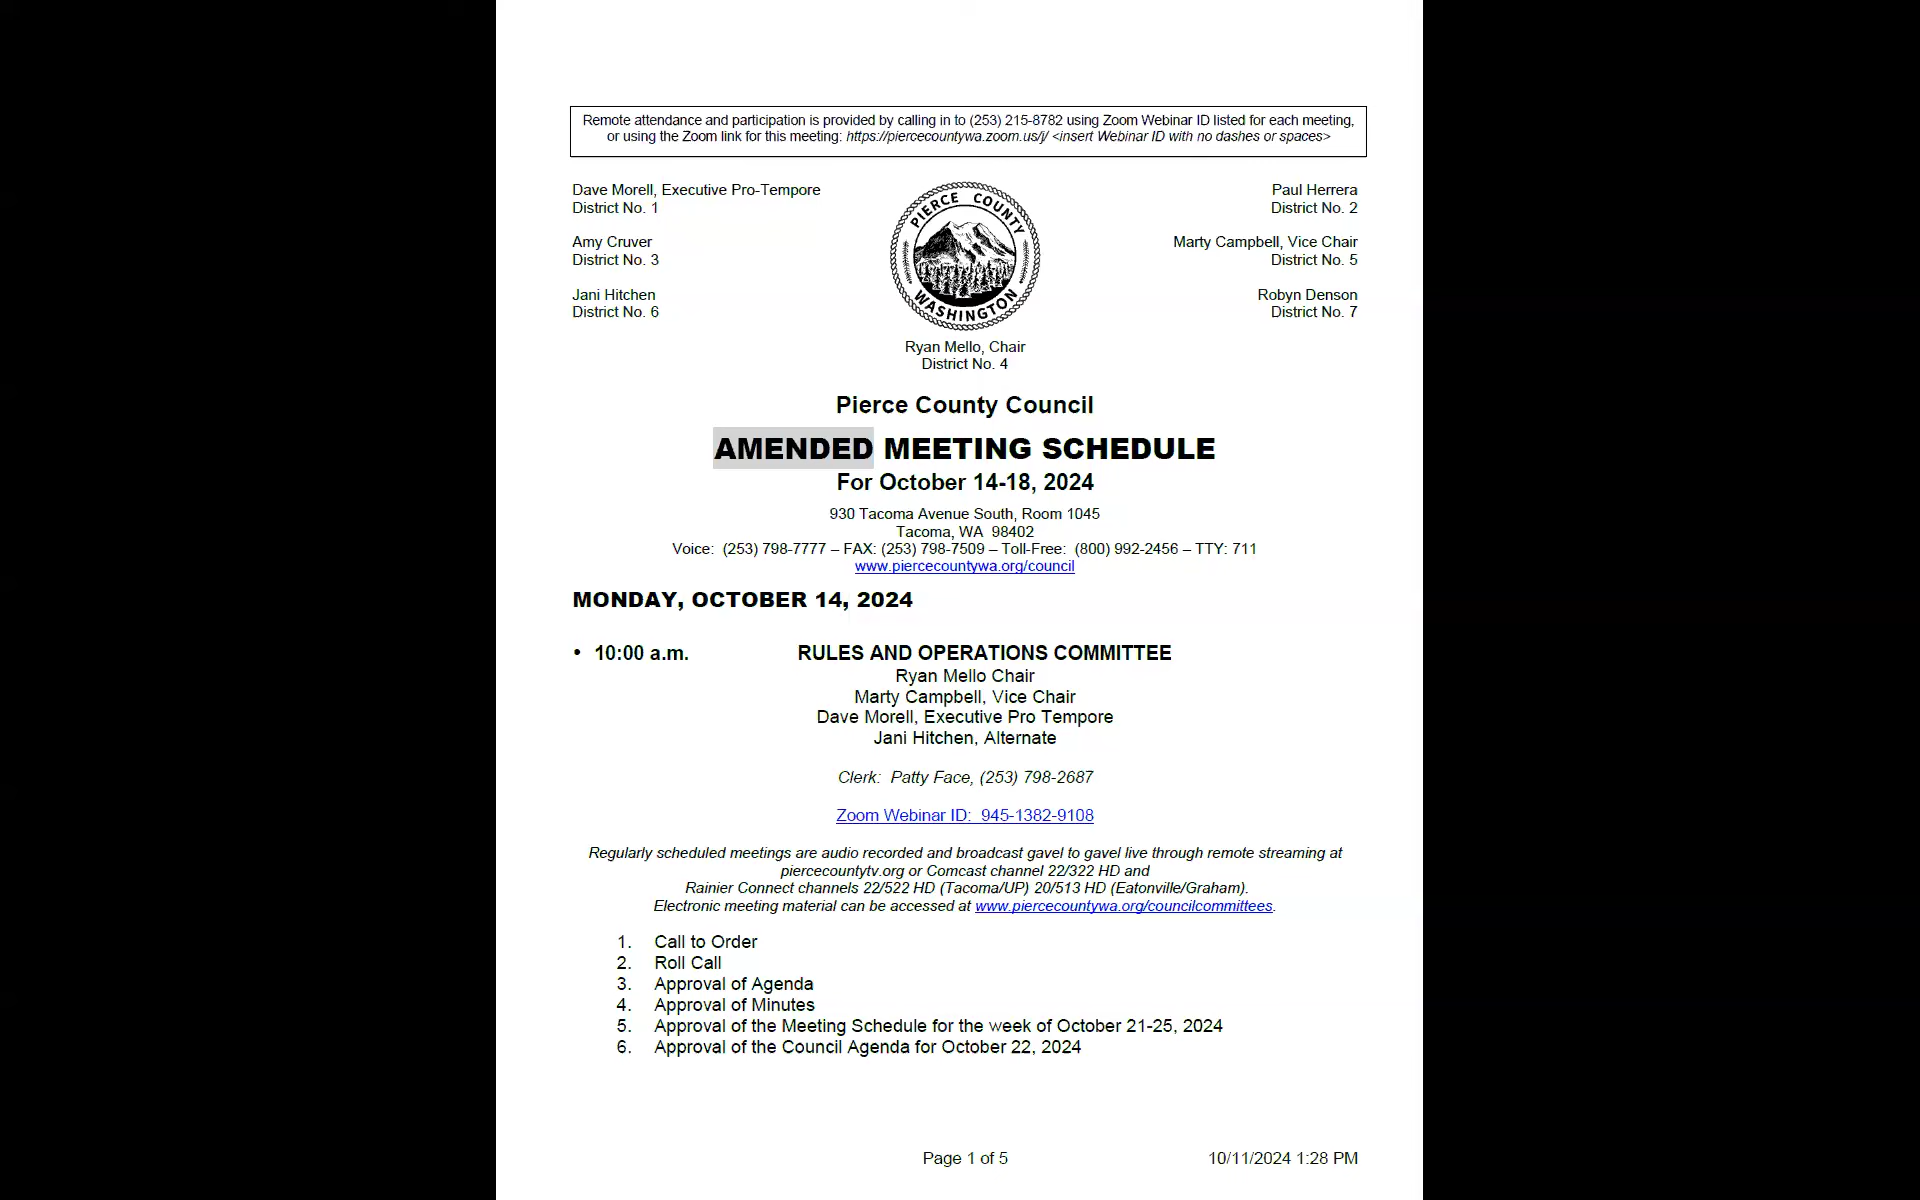 Remote attendance and participation is provided by calling in to (253) 215-8782 using Zoom Webinar ID listed for each meeting,
or using the Zoom link for this meeting: https://piercecountywa.zoom.us/j/ <insert Webinar ID with no dashes or spaces>
Dave Morell, Executive Pro-Tempore
District No. 1
Paul Herrera
District No. 2
Amy Cruver
District No. 3
Marty Campbell, Vice Chair
District No. 5
Jani Hitchen
District No. 6
Robyn Denson
District No. 7
PIERCE COUNTY
WASHINGTON
Ryan Mello, Chair
District No. 4
Pierce County Council
AMENDED MEETING SCHEDULE
For October 14-18, 2024
930 Tacoma Avenue South, Room 1045
Tacoma, WA  98402
Voice:  (253) 798-7777 – FAX: (253) 798-7509 – Toll-Free:  (800) 992-2456 – TTY: 711
www.piercecountywa.org/council
MONDAY, OCTOBER 14, 2024
• 10:00 a.m. RULES AND OPERATIONS COMMITTEE
Ryan Mello Chair
Marty Campbell, Vice Chair
Dave Morell, Executive Pro Tempore
Jani Hitchen, Alternate
Clerk:  Patty Face, (253) 798-2687
Zoom Webinar ID:  945-1382-9108
Regularly scheduled meetings are audio recorded and broadcast gavel to gavel live through remote streaming at
piercecountytv.org or Comcast channel 22/322 HD and
Rainier Connect channels 22/522 HD (Tacoma/UP) 20/513 HD (Eatonville/Graham).
Electronic meeting material can be accessed at www.piercecountywa.org/councilcommittees.
1. Call to Order
2. Roll Call
3. Approval of Agenda
4. Approval of Minutes
5. Approval of the Meeting Schedule for the week of October 21-25, 2024
6. Approval of the Council Agenda for October 22, 2024
Page 1 of 5
10/11/2024 1:28 PM